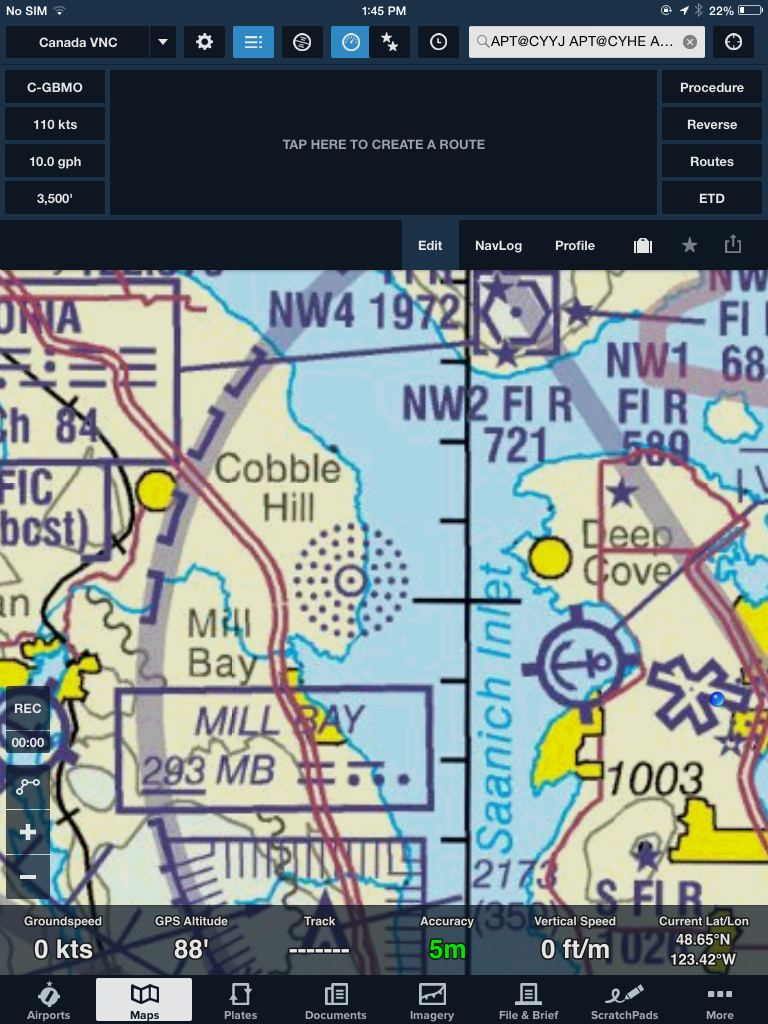 No SIM 1:45 PM 22%
Canada VNC
APT@CYYJ APT@CYHE A...
C-GBMO
110 kts
10.0 gph
3,500'
TAP HERE TO CREATE A ROUTE
Procedure
Reverse
Routes
ETD
Edit NavLog Profile
NW4 1972
NW1
FI R
589
NW2 FI R
721
68
Ch 84
FIC
bcst)
Cobble
Hill
Deep
Cove
Mill
Bay
Saanich Inlet
MILL BAY
293 MB
1003
2173
(350
S FI R
REC
00:00
Groundspeed
0 kts
GPS Altitude
88'
Track
-------
Accuracy
5m
Vertical Speed
0 ft/m
Current Lat/Lon
48.65°N
123.42°W
Airports
Maps
Plates
Documents
Imagery
File & Brief
ScratchPads
More